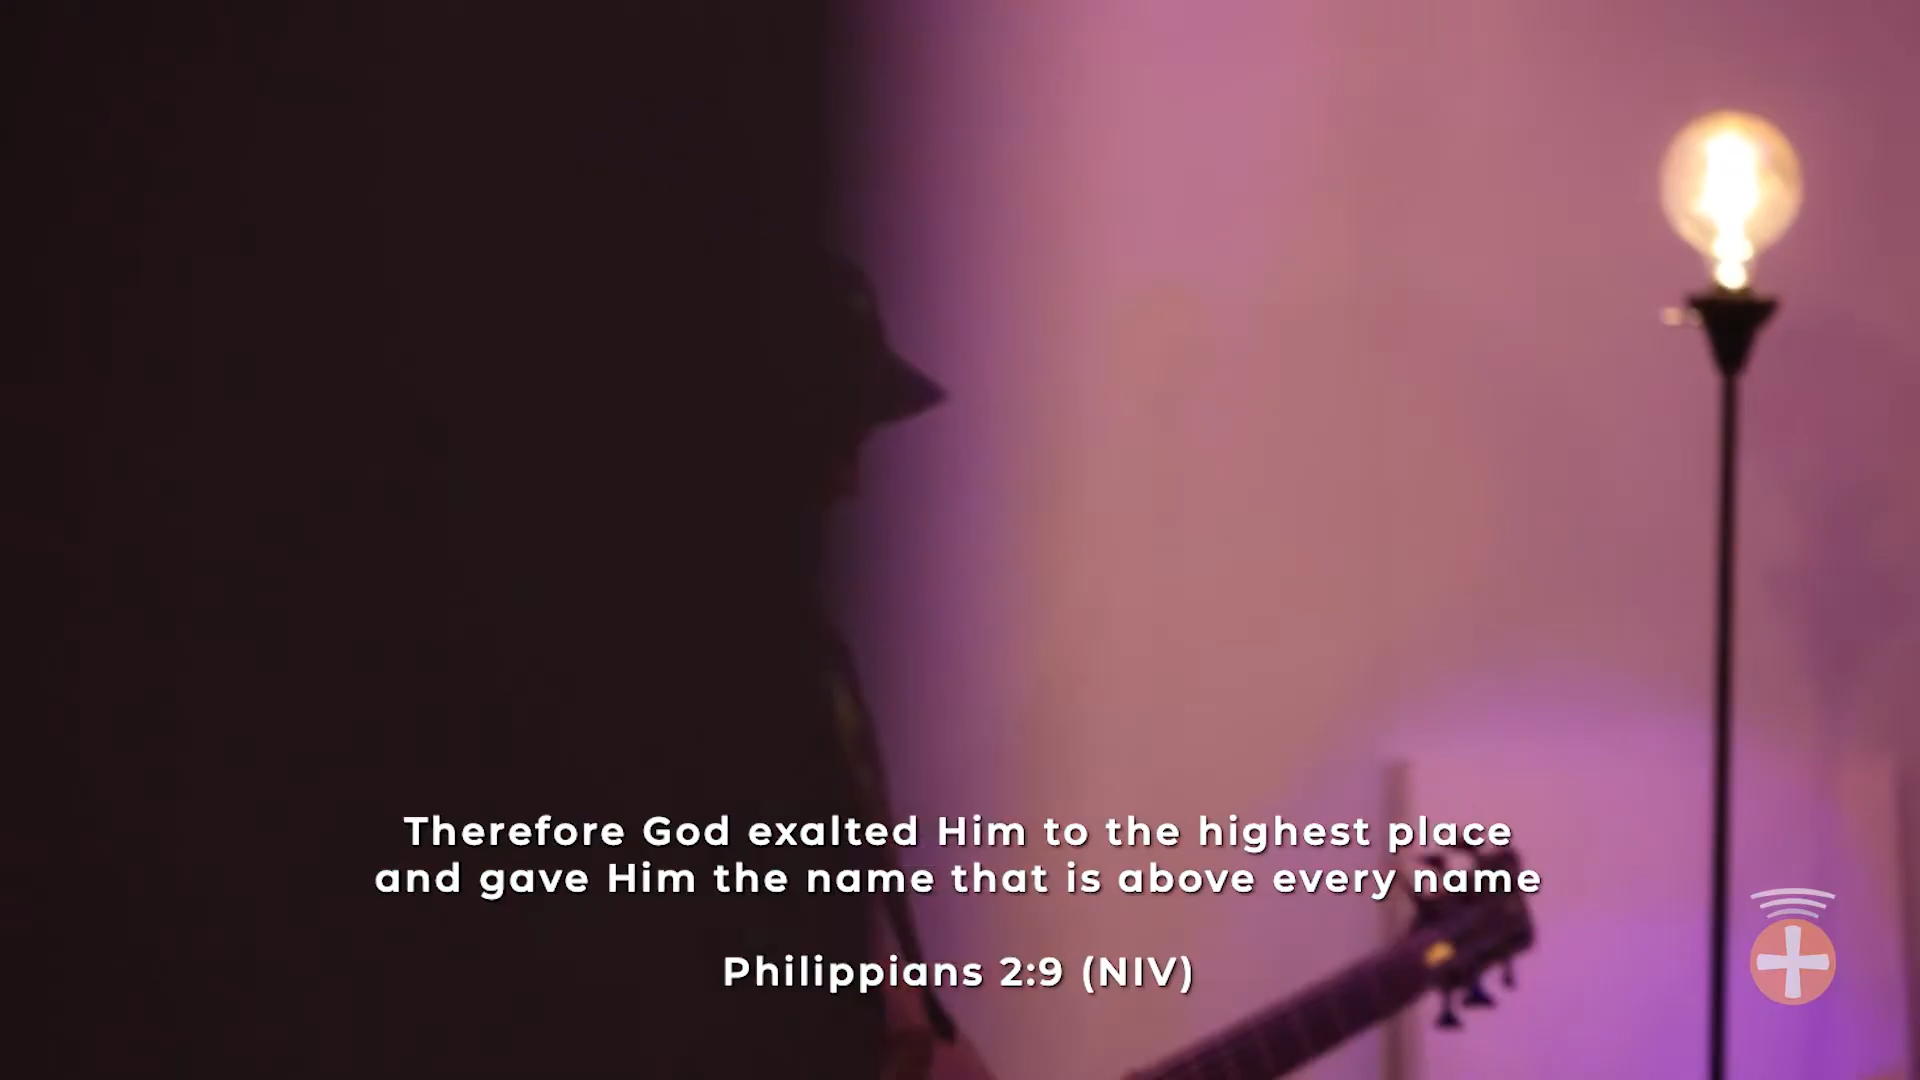 Therefore God exalted Him to the highest place
and gave Him the name that is above every name
Philippians 2:9 (NIV)